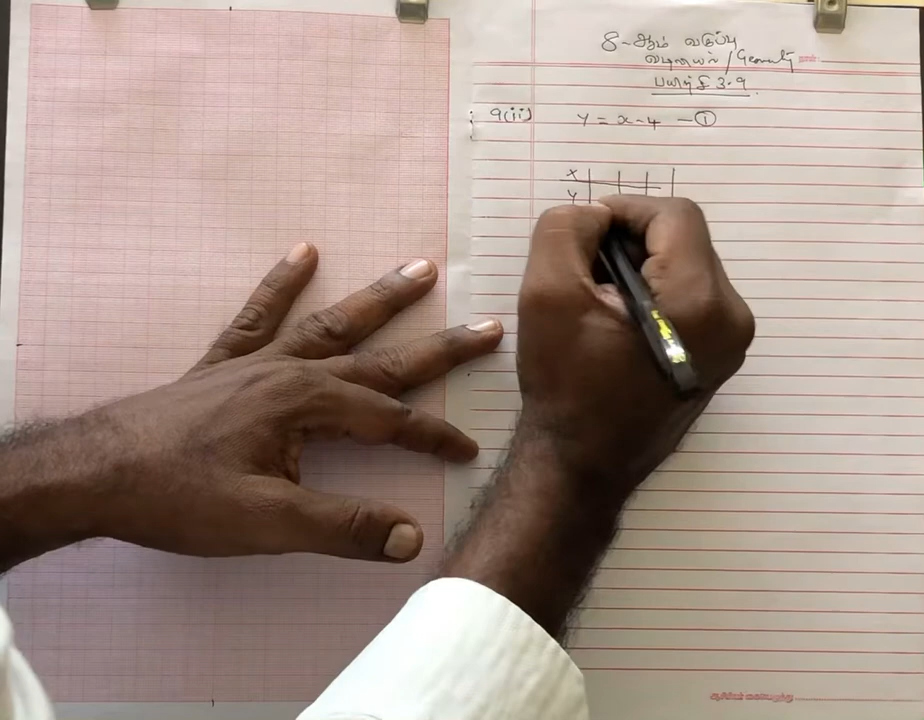 8-ஆம் வகுப்பு
வடிவியல் / Geometry
பயிற்சி 3.9
9(ii) y = x - 4 - ①
x
y